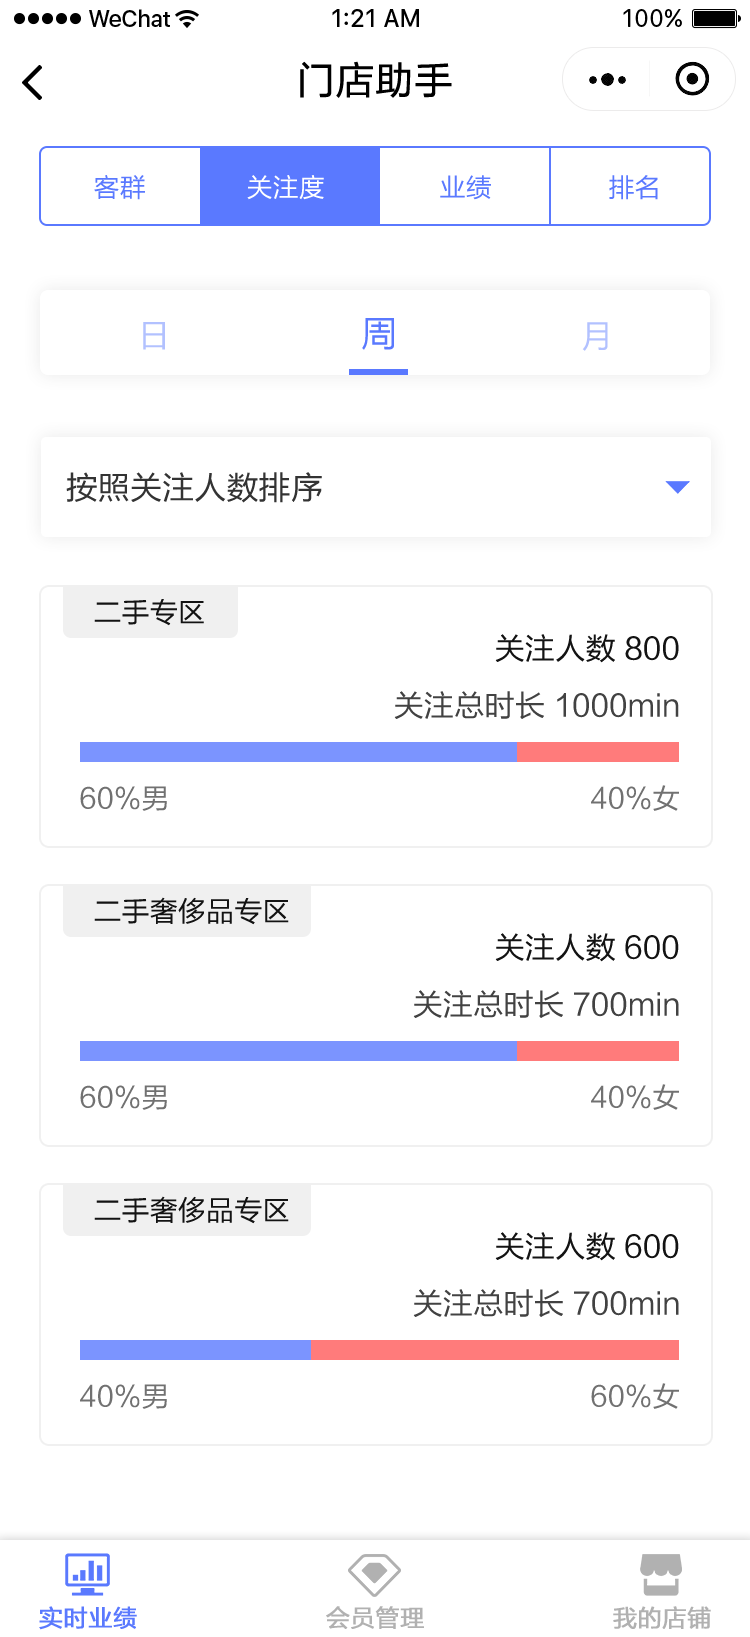 WeChat 1:21 AM 100%
门店助手
客群 关注度 业绩 排名
日 周 月
按照关注人数排序
二手专区
关注人数 800
关注总时长 1000min
60%男 40%女
二手奢侈品专区
关注人数 600
关注总时长 700min
60%男 40%女
二手奢侈品专区
关注人数 600
关注总时长 700min
40%男 60%女
实时业绩 会员管理 我的店铺